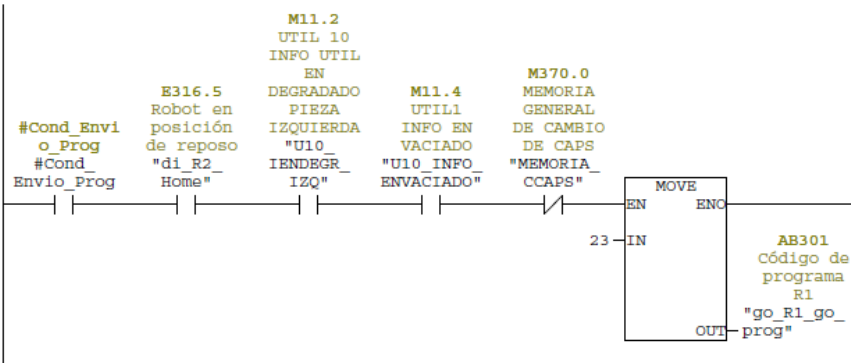 #Cond_Envi
o_Prog
#Cond_
Envio_Prog
E316.5
Robot en
posición
de reposo
"di_R2_
Home"
M11.2
UTIL 10
INFO UTIL
EN
DEGRADADO
PIEZA
IZQUIERDA
"U10_
IENDEGR_
IZQ"
M11.4
UTIL1
INFO EN
VACIADO
"U10_INFO_
ENVACIADO"
M370.0
MEMORIA
GENERAL
DE CAMBIO
DE CAPS
"MEMORIA_
CCAPS"
MOVE
EN ENO
23 IN
AB301
Código de
programa
R1
"go_R1_go_
OUT prog"